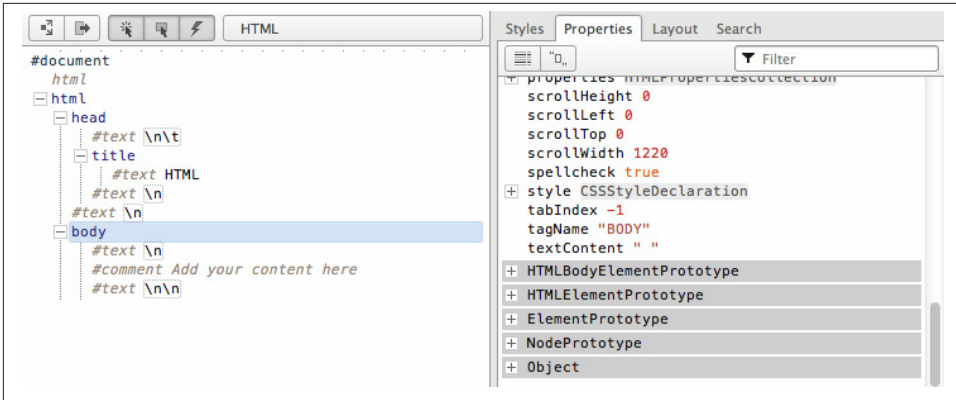 HTML
#document
html
html
head
#text \n\t
title
#text HTML
#text \n
#text \n
body
#text \n
#comment Add your content here
#text \n\n
Styles Properties Layout Search
"▫„ Filter
properties HTMLPropertiesCollection
scrollHeight 0
scrollLeft 0
scrollTop 0
scrollWidth 1220
spellcheck true
style CSSStyleDeclaration
tabIndex -1
tagName "BODY"
textContent " "
HTMLBodyElementPrototype
HTMLElementPrototype
ElementPrototype
NodePrototype
Object